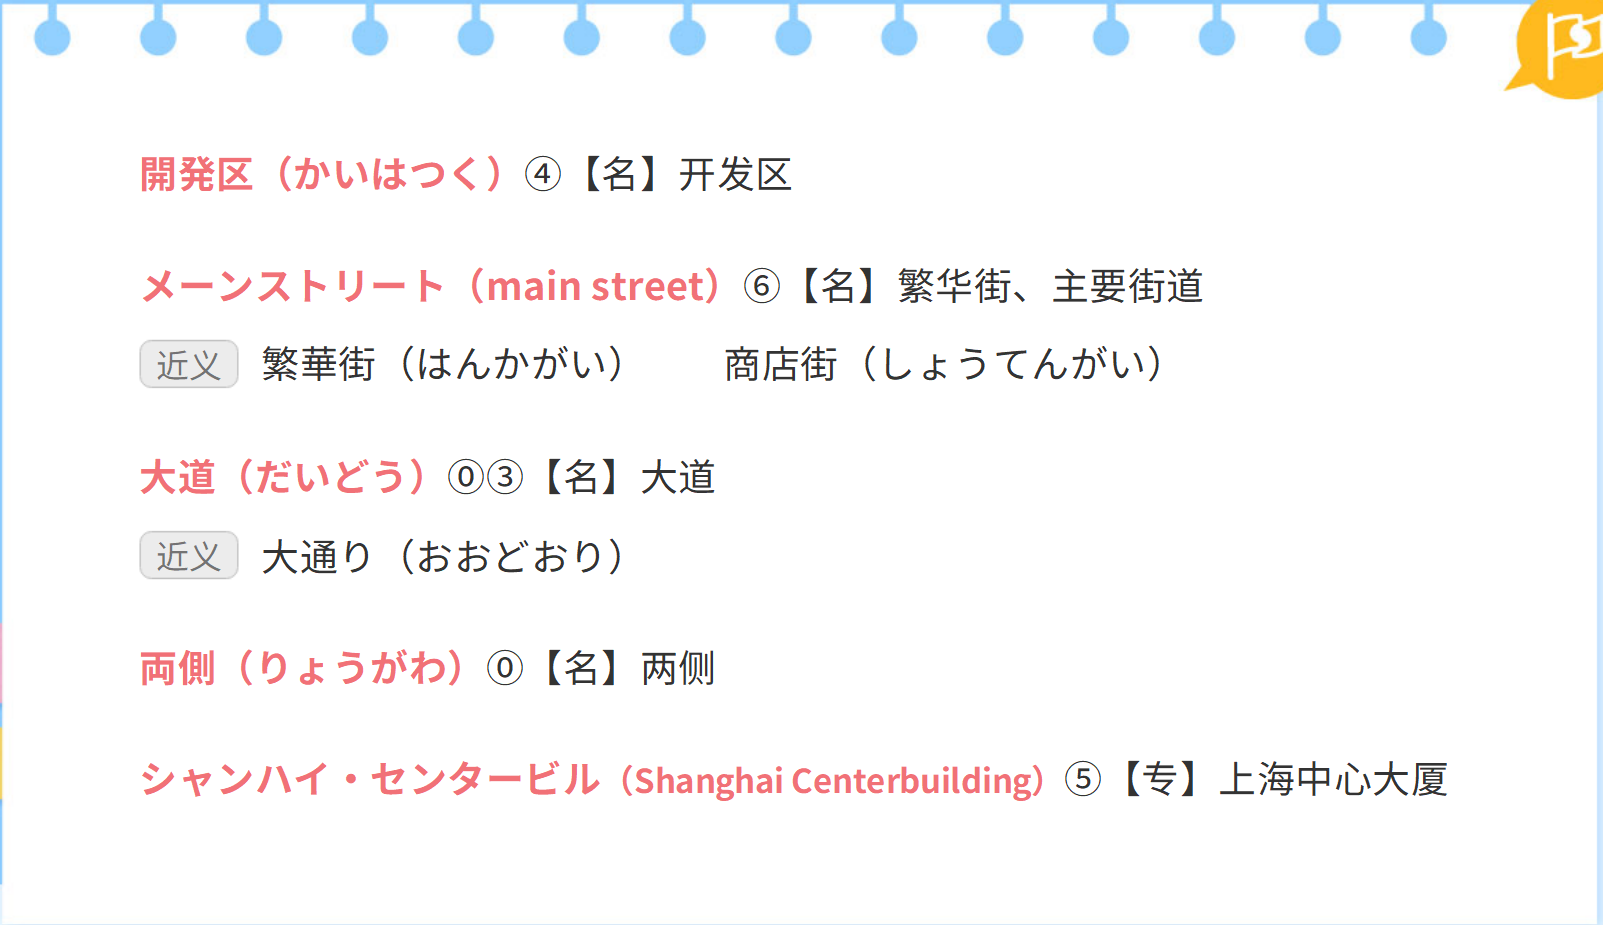 開発区（かいはつく）④【名】开发区
メーンストリート（main street）⑥【名】繁华街、主要街道
近义 繁華街（はんかがい） 商店街（しょうてんがい）
大道（だいどう）⓪③【名】大道
近义 大通り（おおどおり）
両側（りょうがわ）⓪【名】两侧
シャンハイ・センタービル（Shanghai Centerbuilding）⑤【专】上海中心大厦